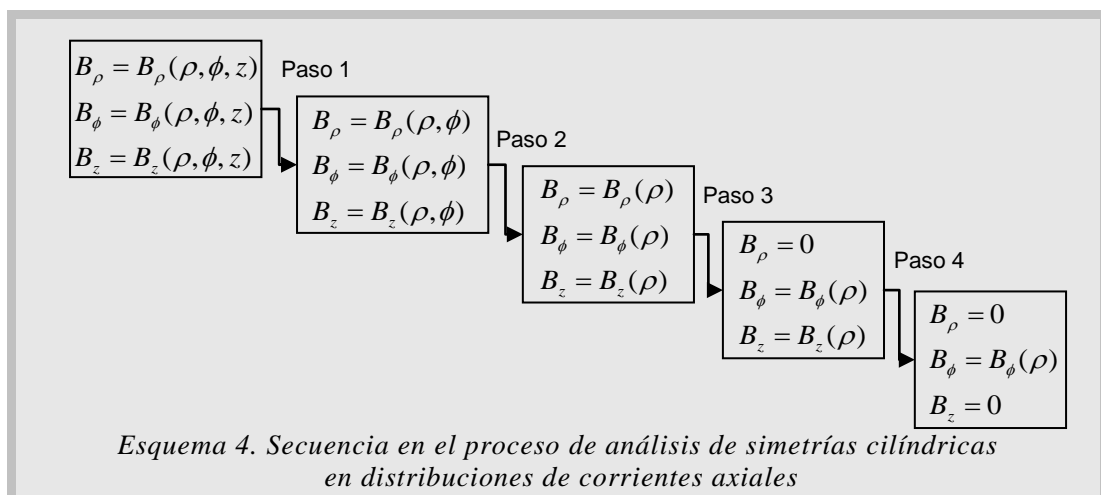 B_ρ = B_ρ(ρ,ϕ,z)
B_ϕ = B_ϕ(ρ,ϕ,z)
B_z = B_z(ρ,ϕ,z)
Paso 1
B_ρ = B_ρ(ρ,ϕ)
B_ϕ = B_ϕ(ρ,ϕ)
B_z = B_z(ρ,ϕ)
Paso 2
B_ρ = B_ρ(ρ)
B_ϕ = B_ϕ(ρ)
B_z = B_z(ρ)
Paso 3
B_ρ = 0
B_ϕ = B_ϕ(ρ)
B_z = B_z(ρ)
Paso 4
B_ρ = 0
B_ϕ = B_ϕ(ρ)
B_z = 0
Esquema 4. Secuencia en el proceso de análisis de simetrías cilíndricas
en distribuciones de corrientes axiales